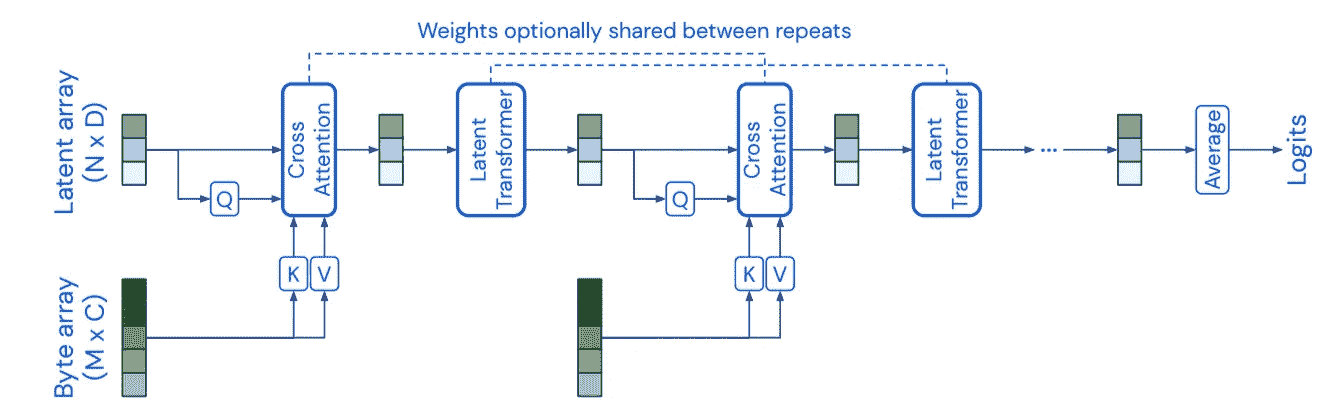 Weights optionally shared between repeats
Latent array
(N x D)
Q
Cross
Attention
Latent
Transformer
Q
Cross
Attention
Latent
Transformer
...
Average
Logits
Byte array
(M x C)
K
V
K
V